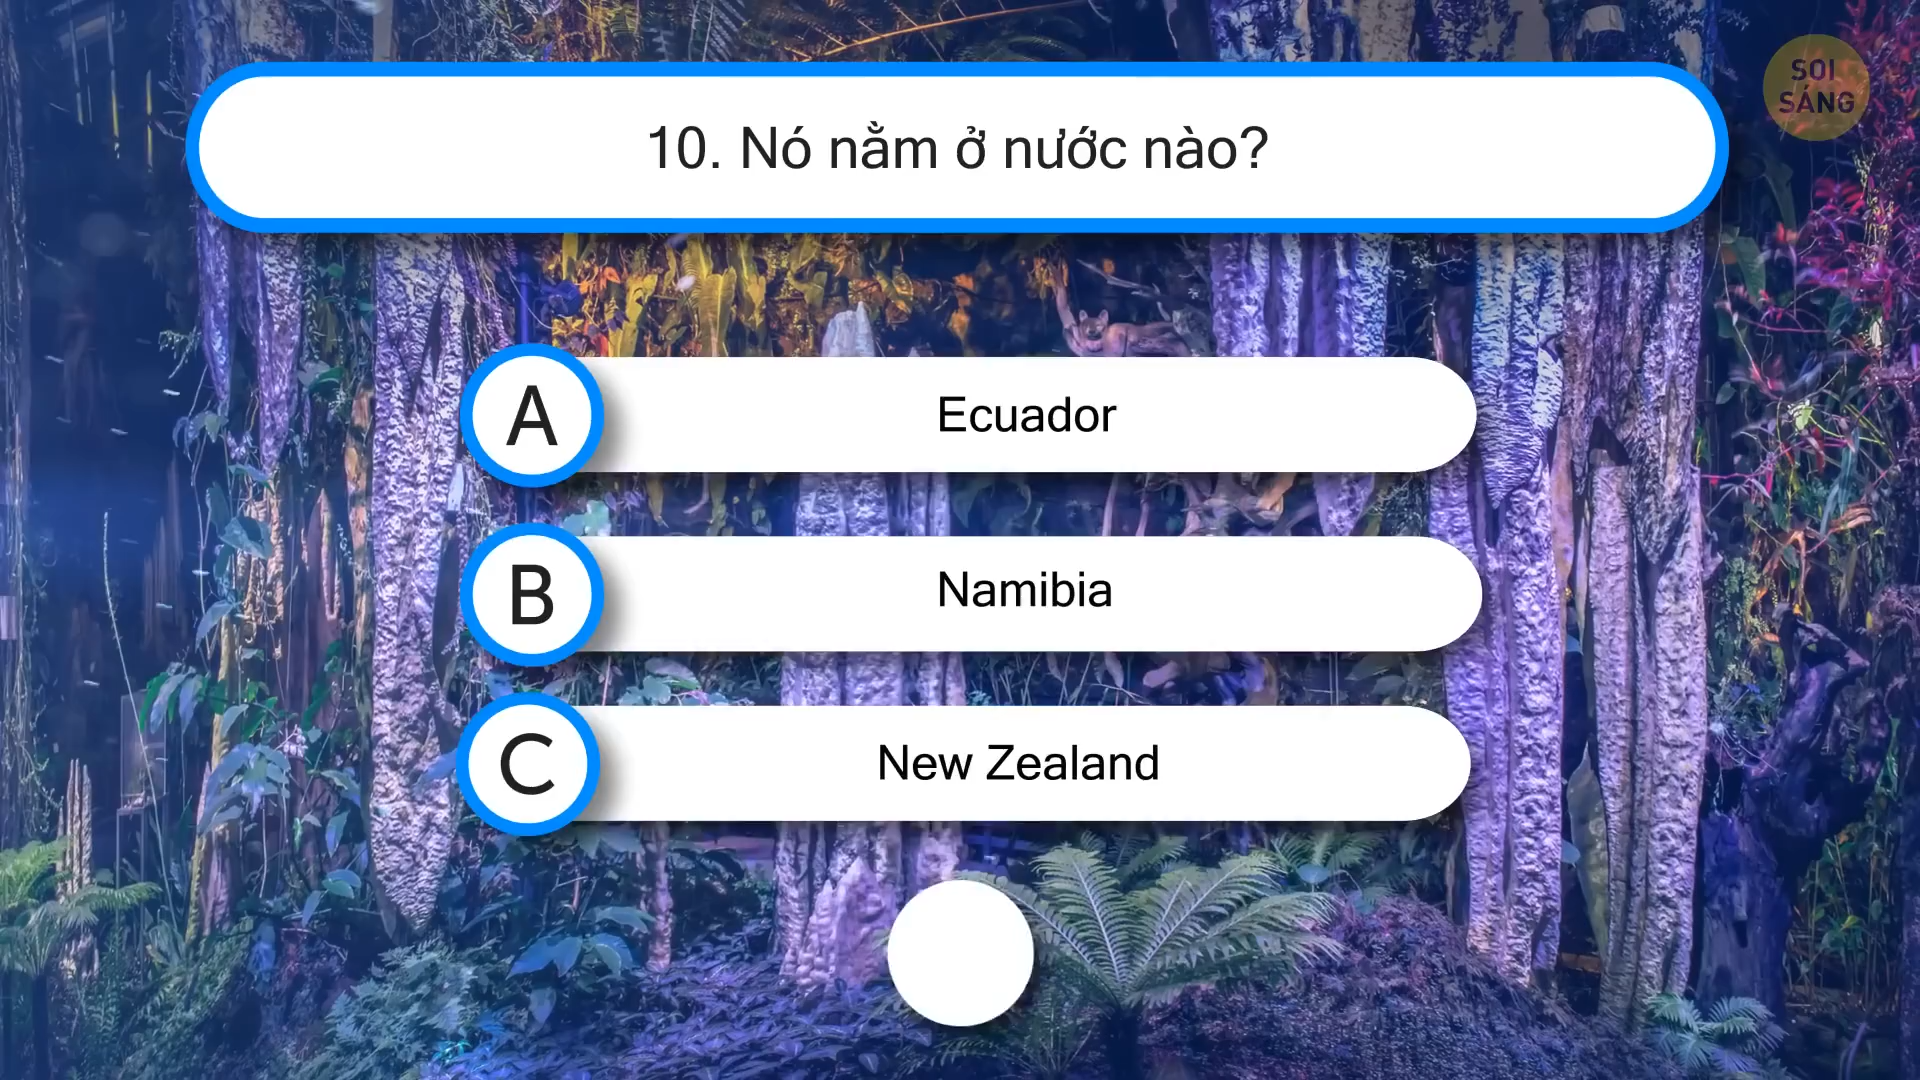 SOI
SÁNG
10. Nó nằm ở nước nào?
A
Ecuador
B
Namibia
C
New Zealand